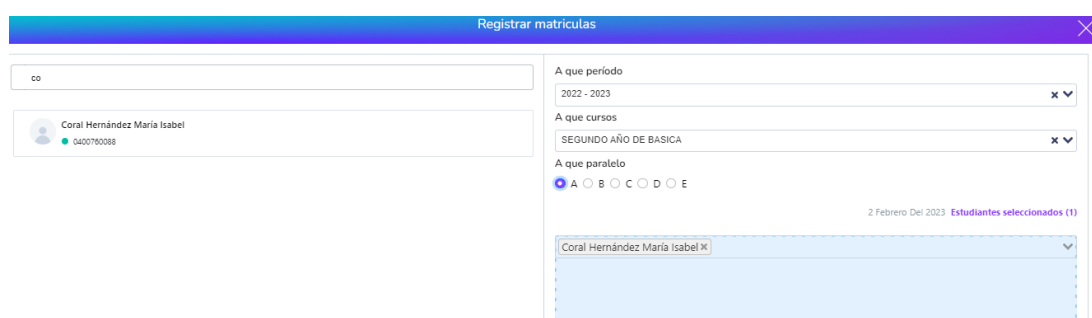 Registrar matriculas
co
Coral Hernández María Isabel
0400760088
A que período
2022 - 2023
A que cursos
SEGUNDO AÑO DE BASICA
A que paralelo
A B C D E
2 Febrero Del 2023 Estudiantes seleccionados (1)
Coral Hernández María Isabel